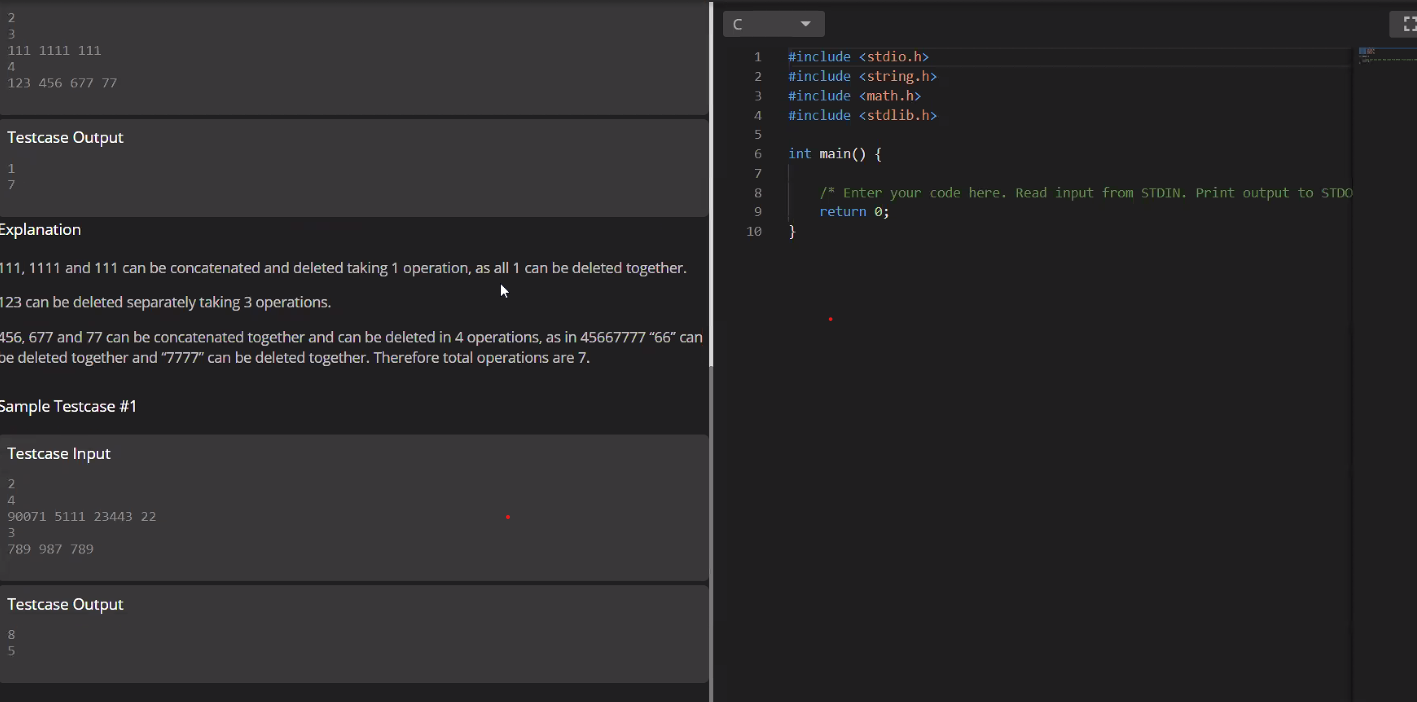 2
3
111 1111 111
4
123 456 677 77
Testcase Output
1
7
Explanation
111, 1111 and 111 can be concatenated and deleted taking 1 operation, as all 1 can be deleted together.
123 can be deleted separately taking 3 operations.
456, 677 and 77 can be concatenated together and can be deleted in 4 operations, as in 45667777 “66” can
be deleted together and “7777” can be deleted together. Therefore total operations are 7.
Sample Testcase #1
Testcase Input
2
4
90071 5111 23443 22
3
789 987 789
Testcase Output
8
5
C
1 #include <stdio.h>
2 #include <string.h>
3 #include <math.h>
4 #include <stdlib.h>
5
6 int main() {
7
8 /* Enter your code here. Read input from STDIN. Print output to STDO
9 return 0;
10 }